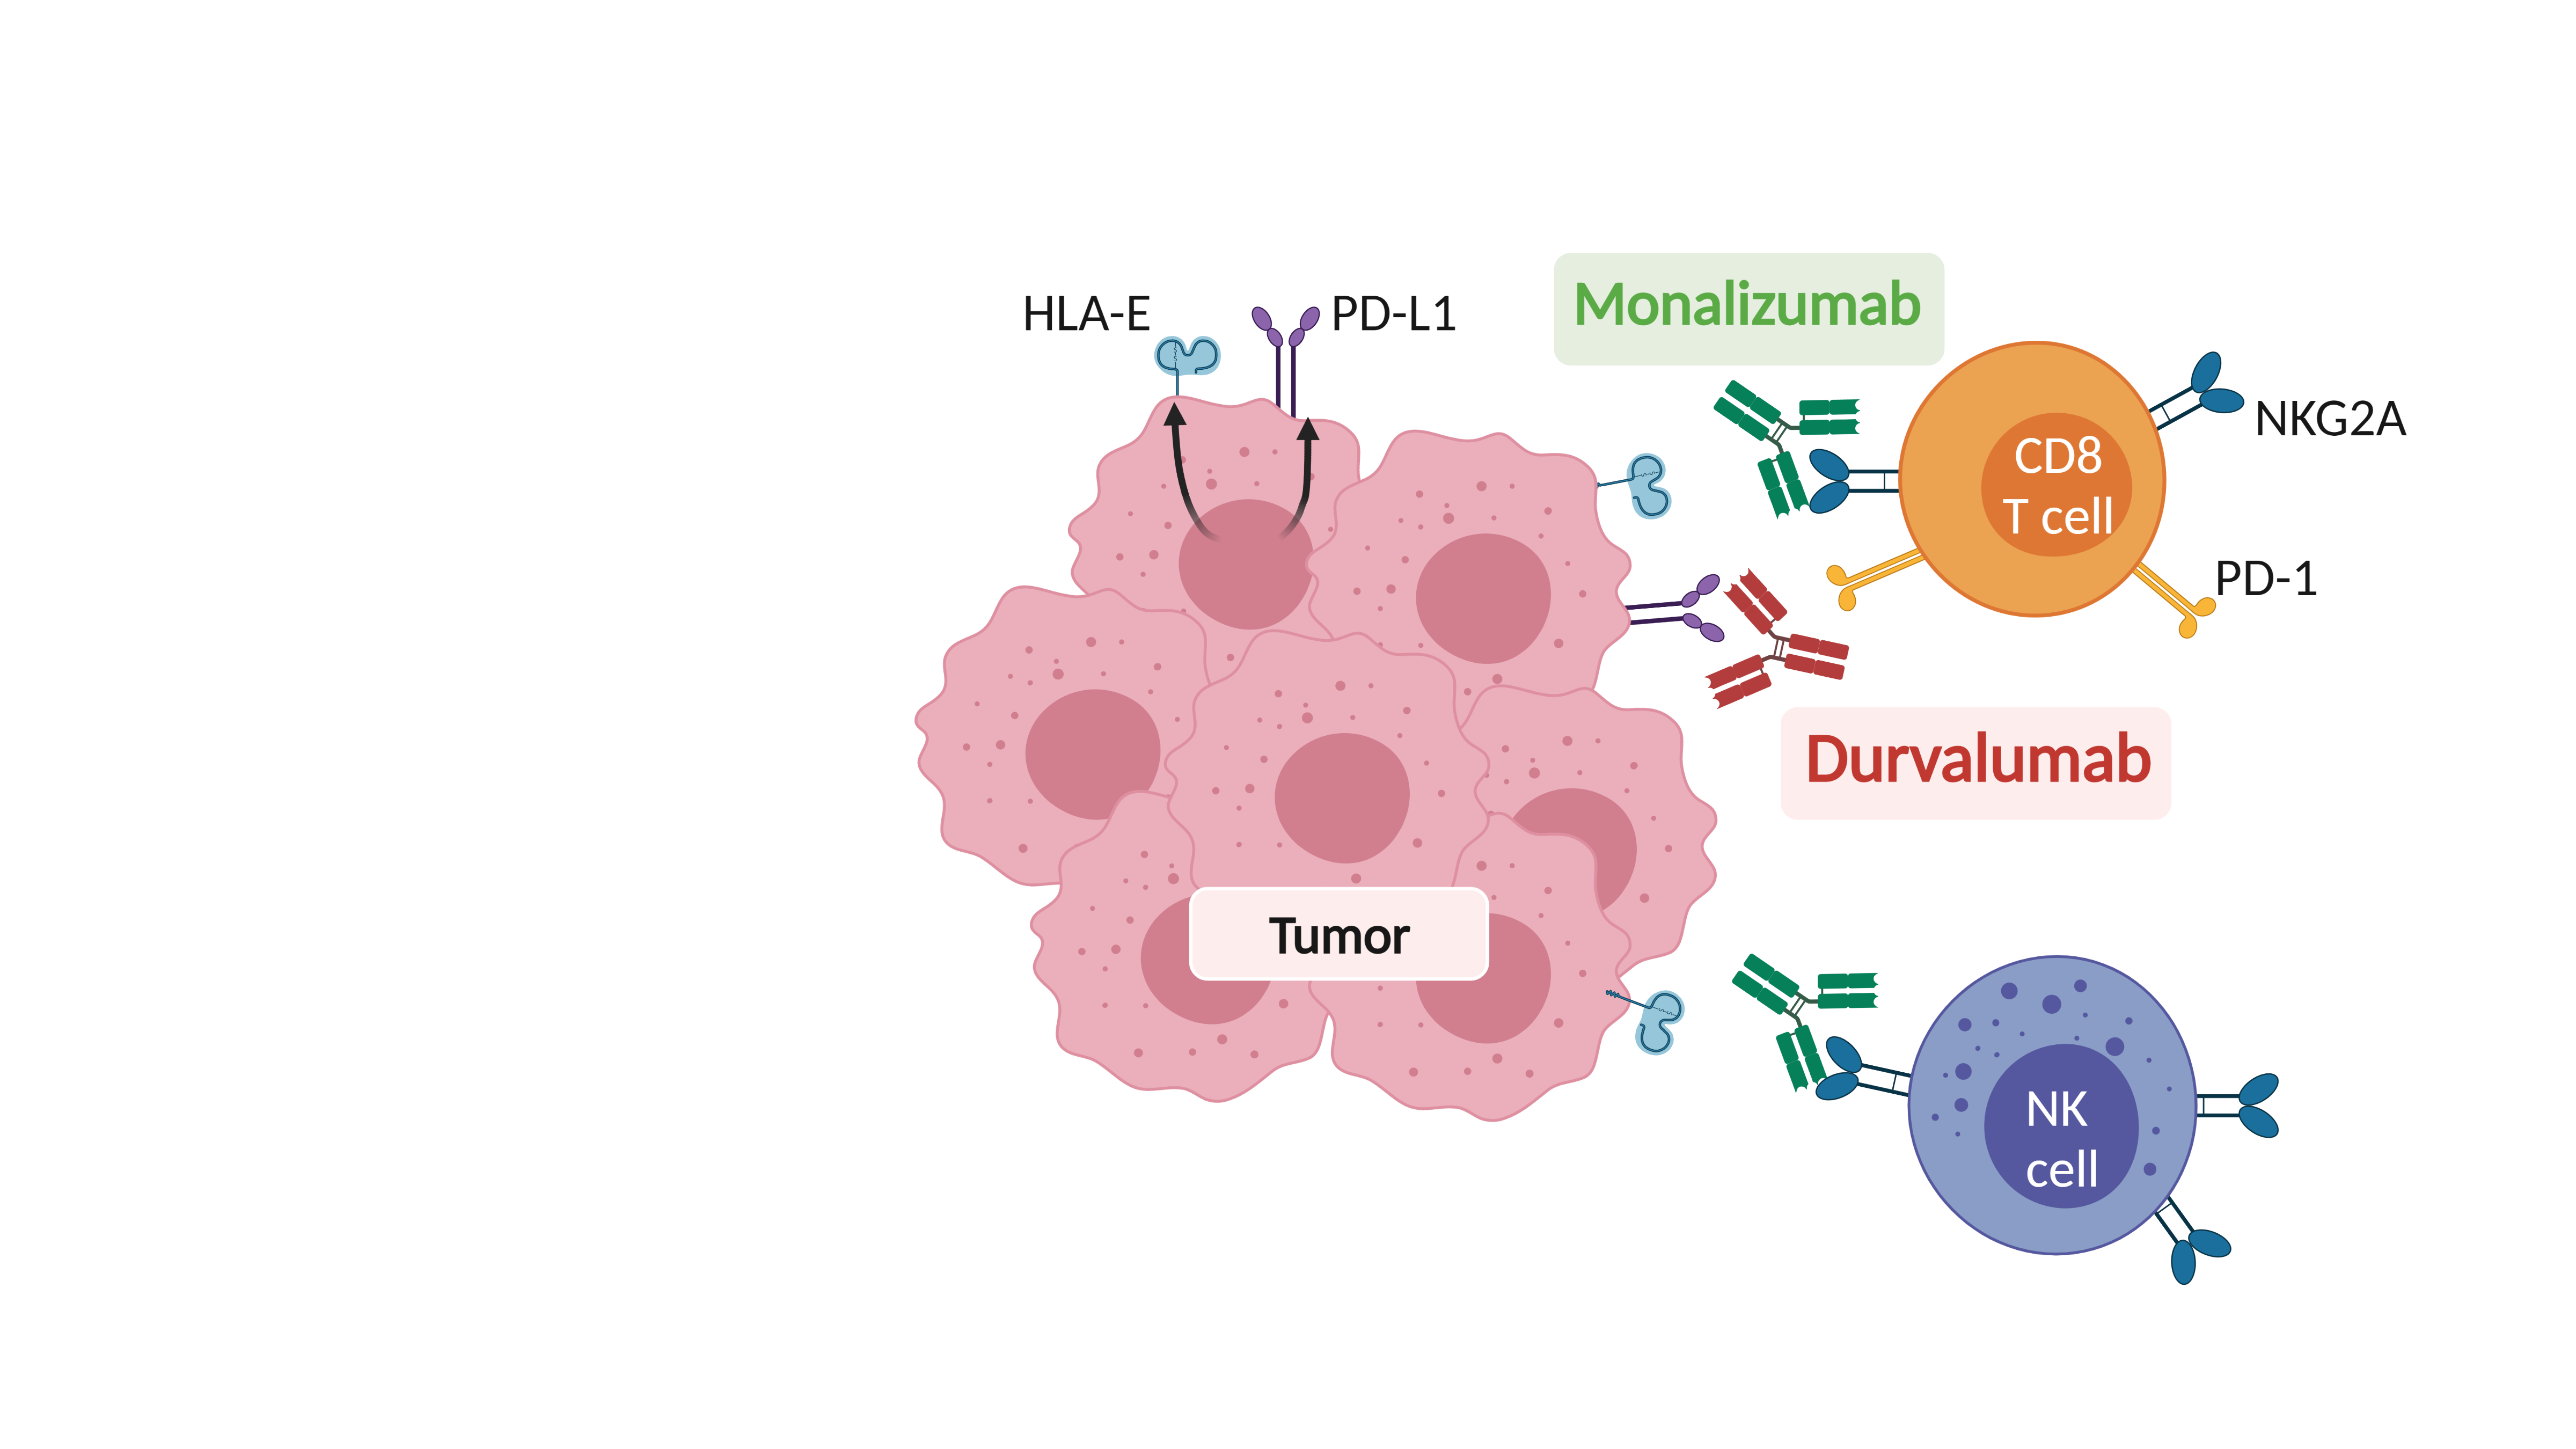 Monalizumab
HLA-E
PD-L1
NKG2A
CD8
T cell
PD-1
Durvalumab
Tumor
NK
cell